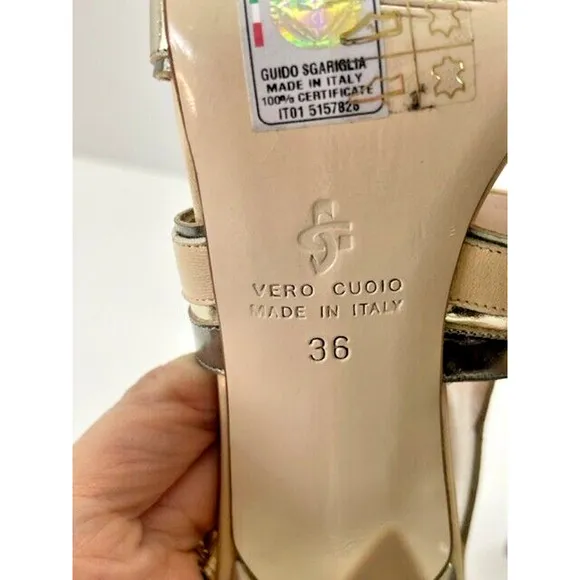 GUIDO SGARIGLIA
MADE IN ITALY
100% CERTIFICATE
IT01 5157826
VERO CUOIO
MADE IN ITALY
36